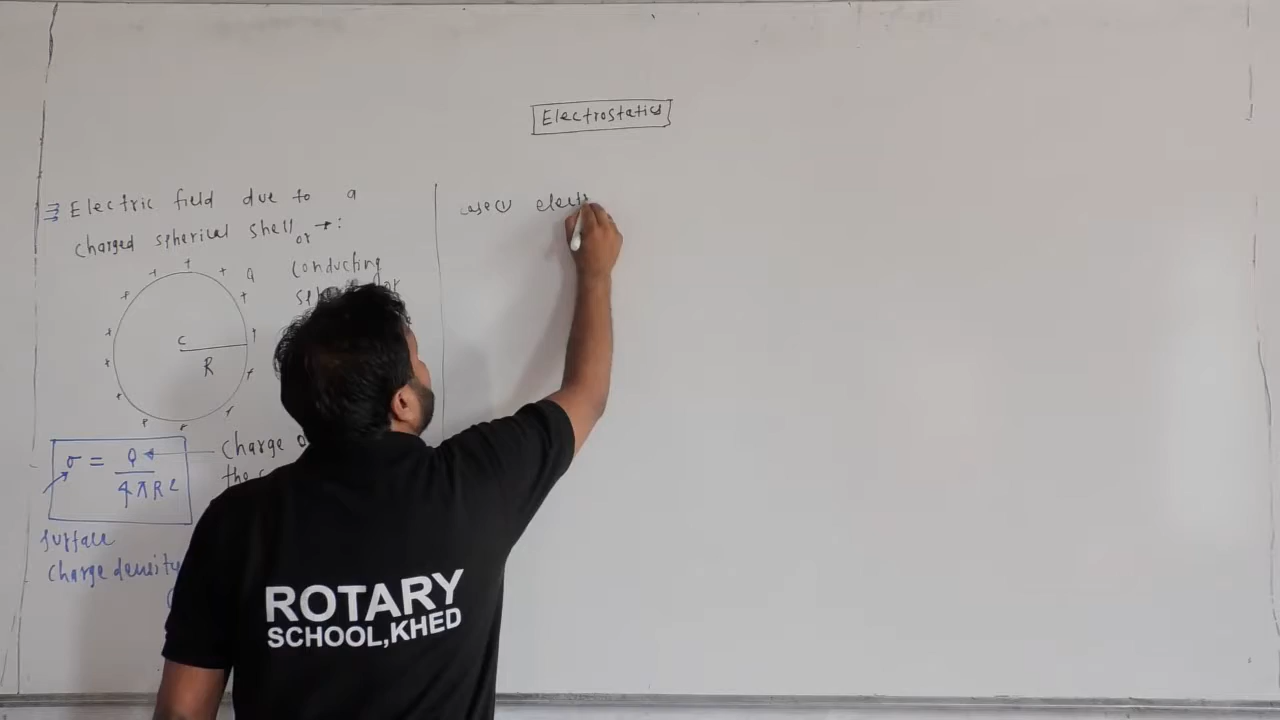 Electrostatics
Electric field due to a
charged spherical shell or →:
conducting
Q
C
R
σ = Q / 4πR²
Charge
the
surface
charge density
case ① elect
ROTARY
SCHOOL,KHED